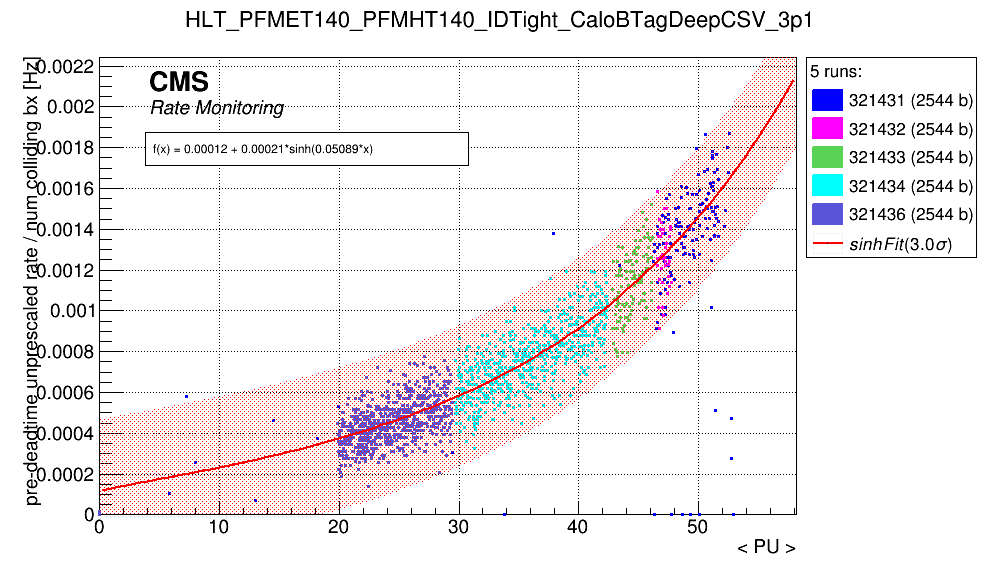 HLT_PFMET140_PFMHT140_IDTight_CaloBTagDeepCSV_3p1
pre-deadtime unprescaled rate / num colliding bx [Hz]
0.0022
0.002
0.0018
0.0016
0.0014
0.0012
0.001
0.0008
0.0006
0.0004
0.0002
0
CMS
Rate Monitoring
f(x) = 0.00012 + 0.00021*sinh(0.05089*x)
0 10 20 30 40 50
< PU >
5 runs:
321431 (2544 b)
321432 (2544 b)
321433 (2544 b)
321434 (2544 b)
321436 (2544 b)
sinhFit(3.0σ)